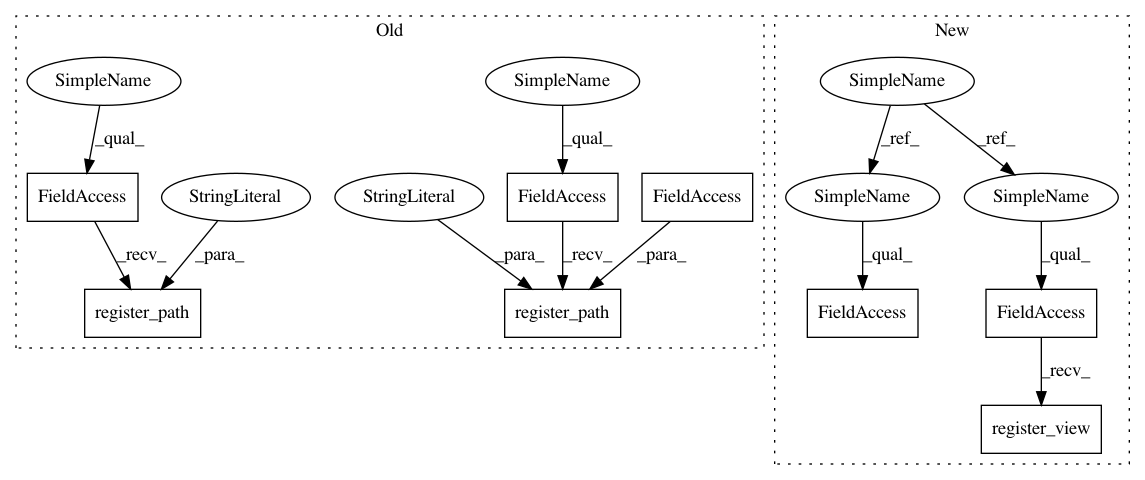 Old
New
SimpleName
SimpleName
SimpleName
_qual_
_qual_
_ref_
_ref_
FieldAccess
StringLiteral
StringLiteral
FieldAccess
FieldAccess
SimpleName
SimpleName
_recv_
_para_
_para_
_recv_
_para_
_qual_
_qual_
register_path
register_path
FieldAccess
FieldAccess
_recv_
register_view